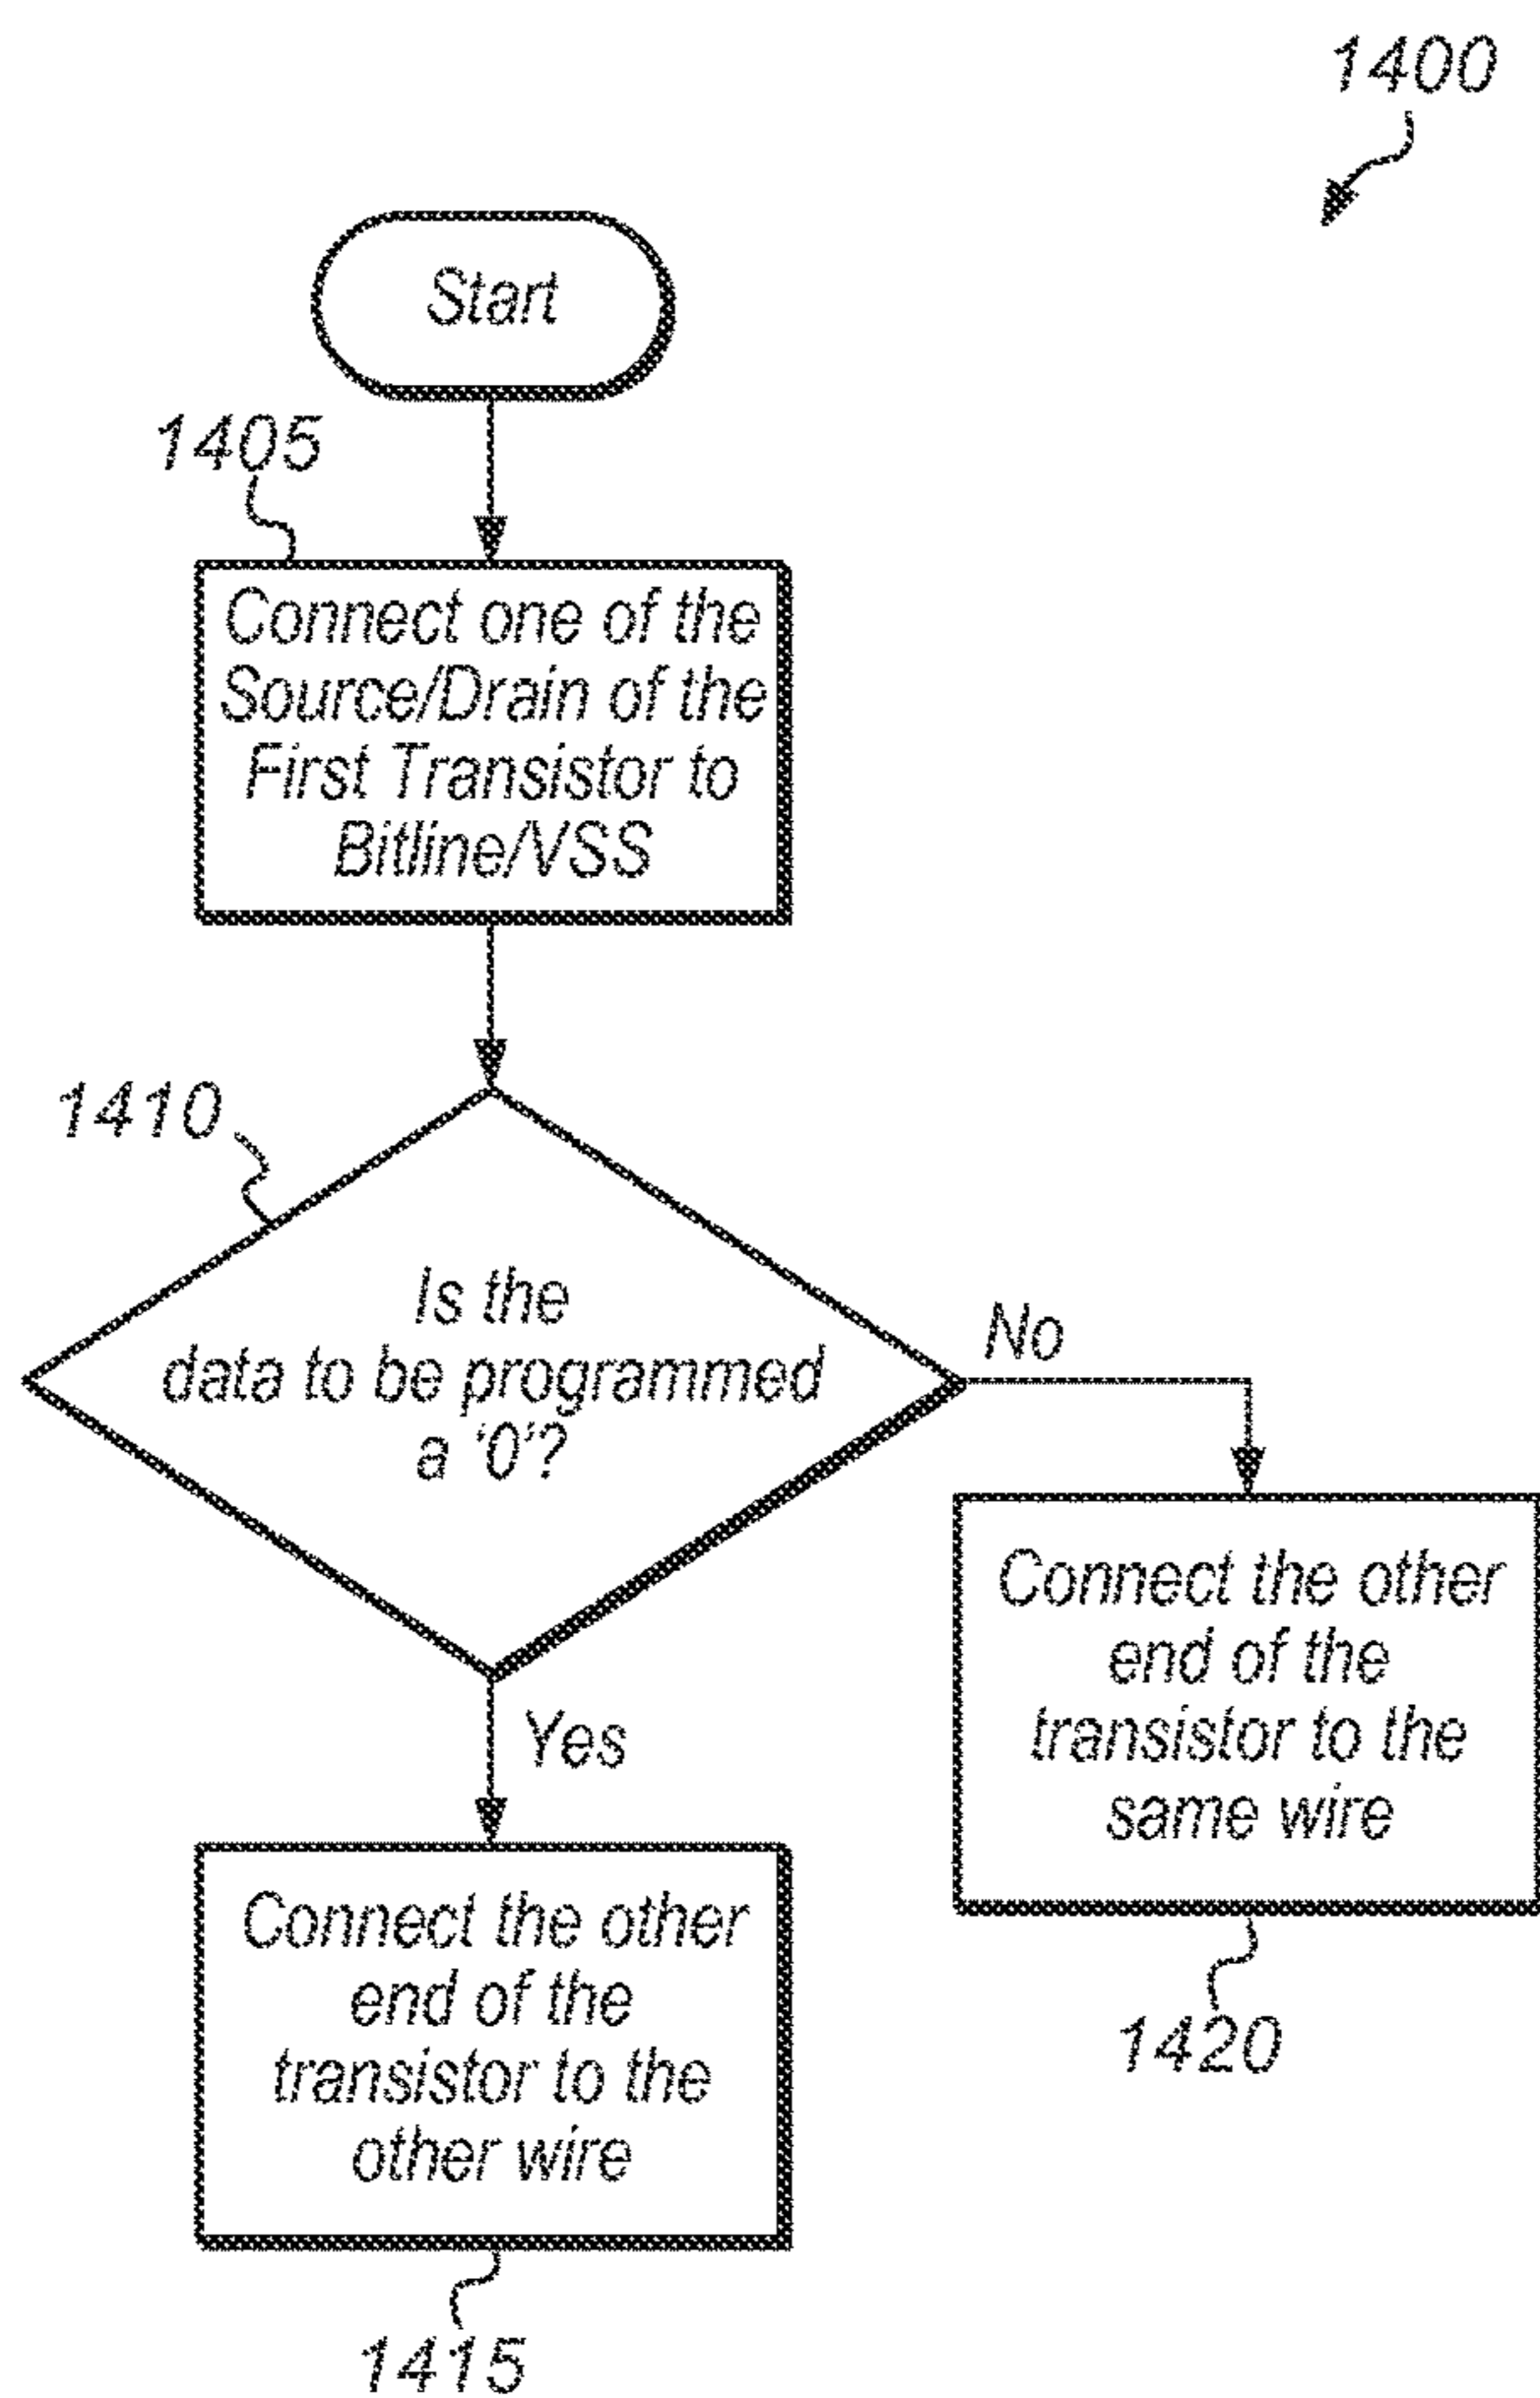 1400
Start
1405
Connect one of the
Source/Drain of the
First Transistor to
Bitline/VSS
1410
Is the
data to be programmed
a ‘0’?
No
Connect the other
end of the
transistor to the
same wire
1420
Yes
Connect the other
end of the
transistor to the
other wire
1415